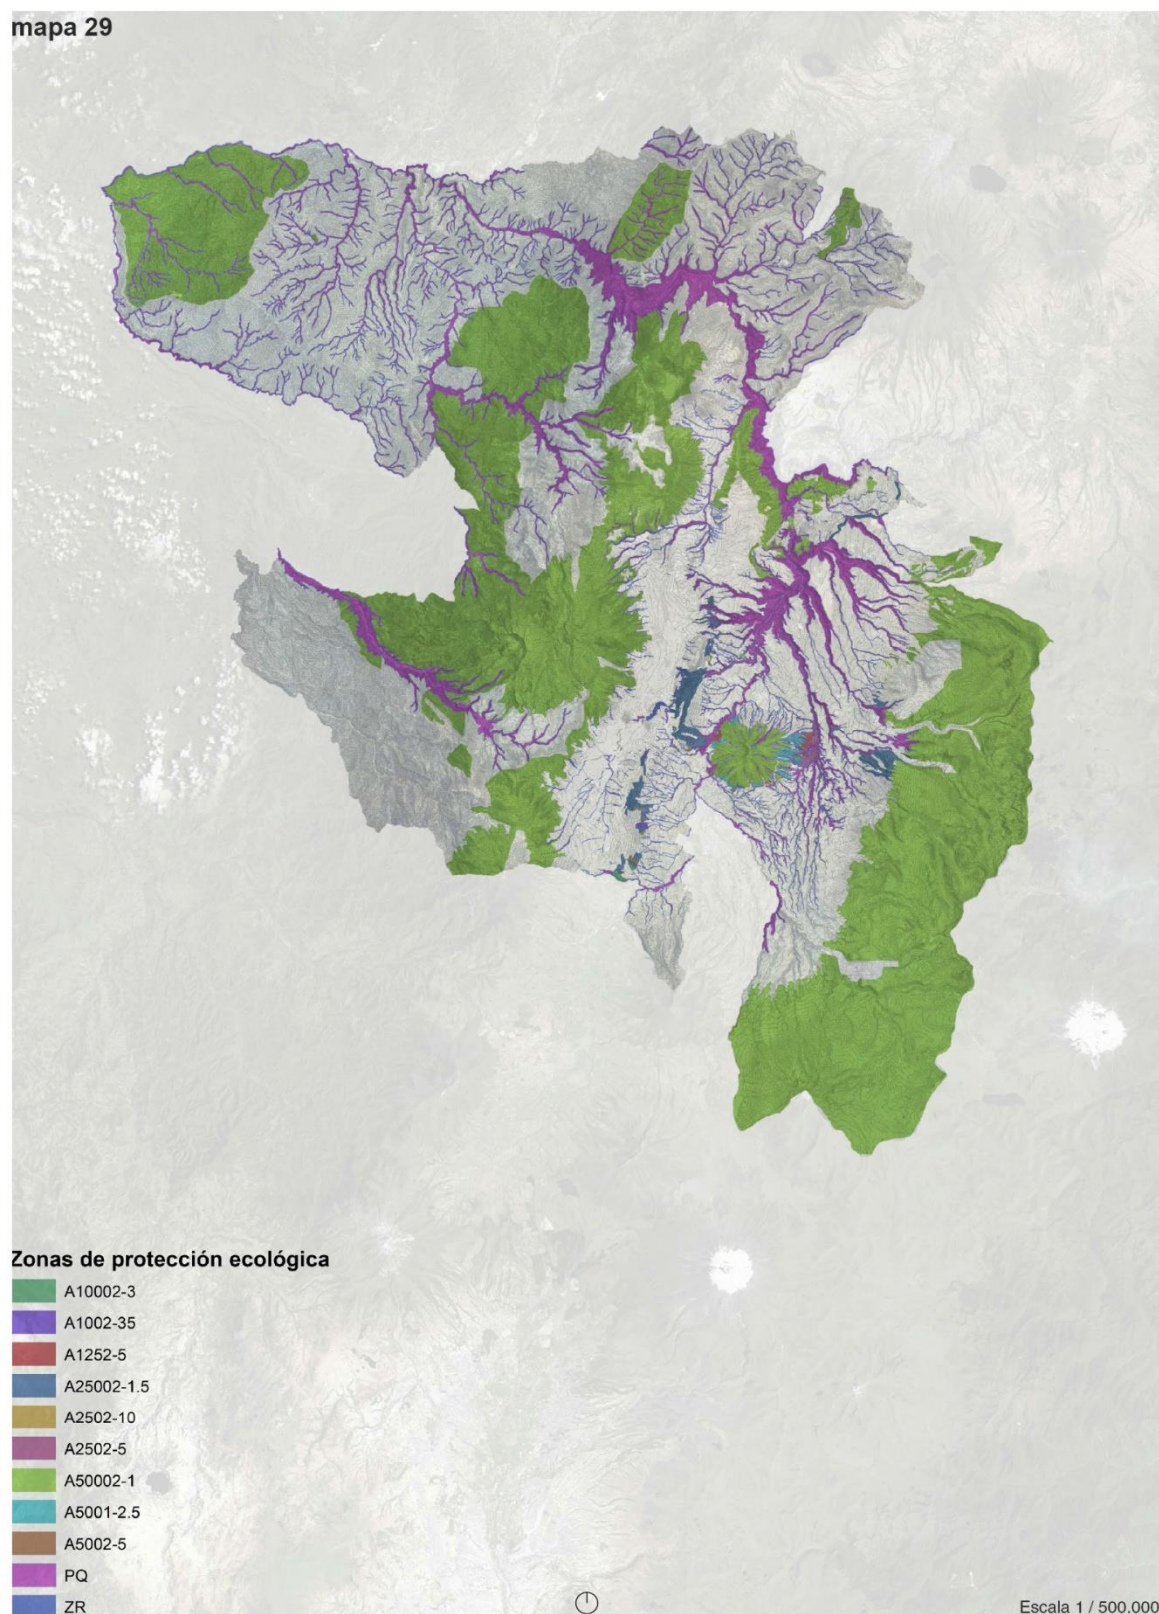 mapa 29
Zonas de protección ecológica
A10002-3
A1002-35
A1252-5
A25002-1.5
A2502-10
A2502-5
A50002-1
A5001-2.5
A5002-5
PQ
ZR
Escala 1 / 500.000